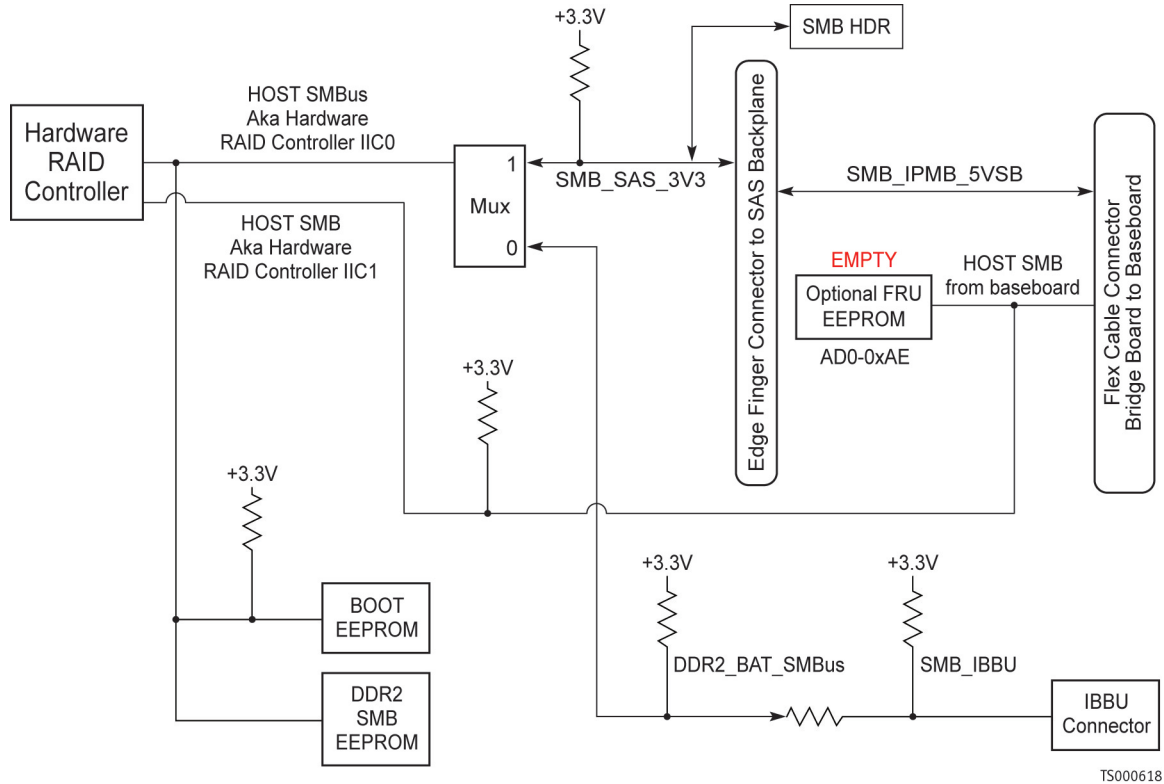 +3.3V
SMB HDR
HOST SMBus
Aka Hardware
RAID Controller IIC0
Hardware
RAID
Controller
1
Mux
0
SMB_SAS_3V3
Edge Finger Connector to SAS Backplane
SMB_IPMB_5VSB
Flex Cable Connector
Bridge Board to Baseboard
HOST SMB
Aka Hardware
RAID Controller IIC1
EMPTY
Optional FRU
EEPROM
AD0-0xAE
HOST SMB
from baseboard
+3.3V
+3.3V
BOOT
EEPROM
DDR2
SMB
EEPROM
+3.3V
+3.3V
DDR2_BAT_SMBus
SMB_IBBU
IBBU
Connector
TS000618